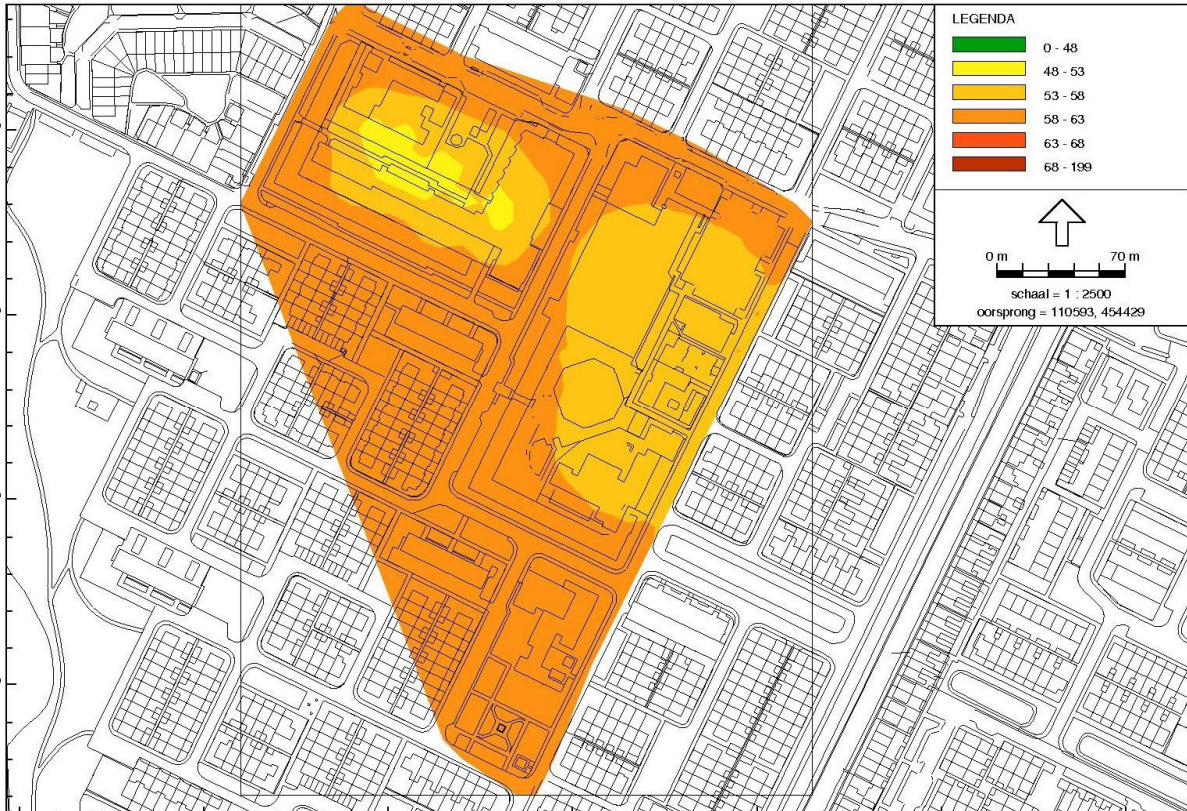 LEGENDA
0 - 48
48 - 53
53 - 58
58 - 63
63 - 68
68 - 199
0 m 70 m
schaal = 1 : 2500
oorsprong = 110593, 454429